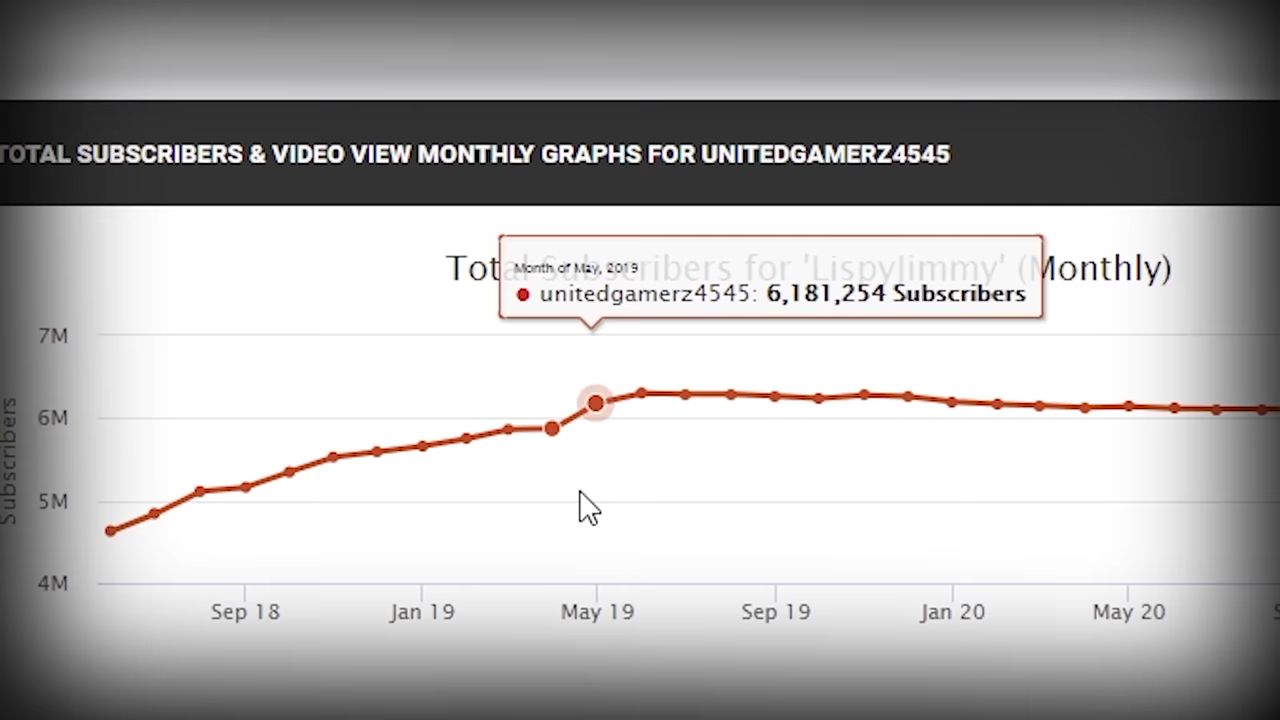 TOTAL SUBSCRIBERS & VIDEO VIEW MONTHLY GRAPHS FOR UNITEDGAMERZ4545
Total Subscribers for 'LispyJimmy' (Monthly)
Month of May, 2019
unitedgamerz4545: 6,181,254 Subscribers
7M
6M
5M
4M
Subscribers
Sep 18
Jan 19
May 19
Sep 19
Jan 20
May 20